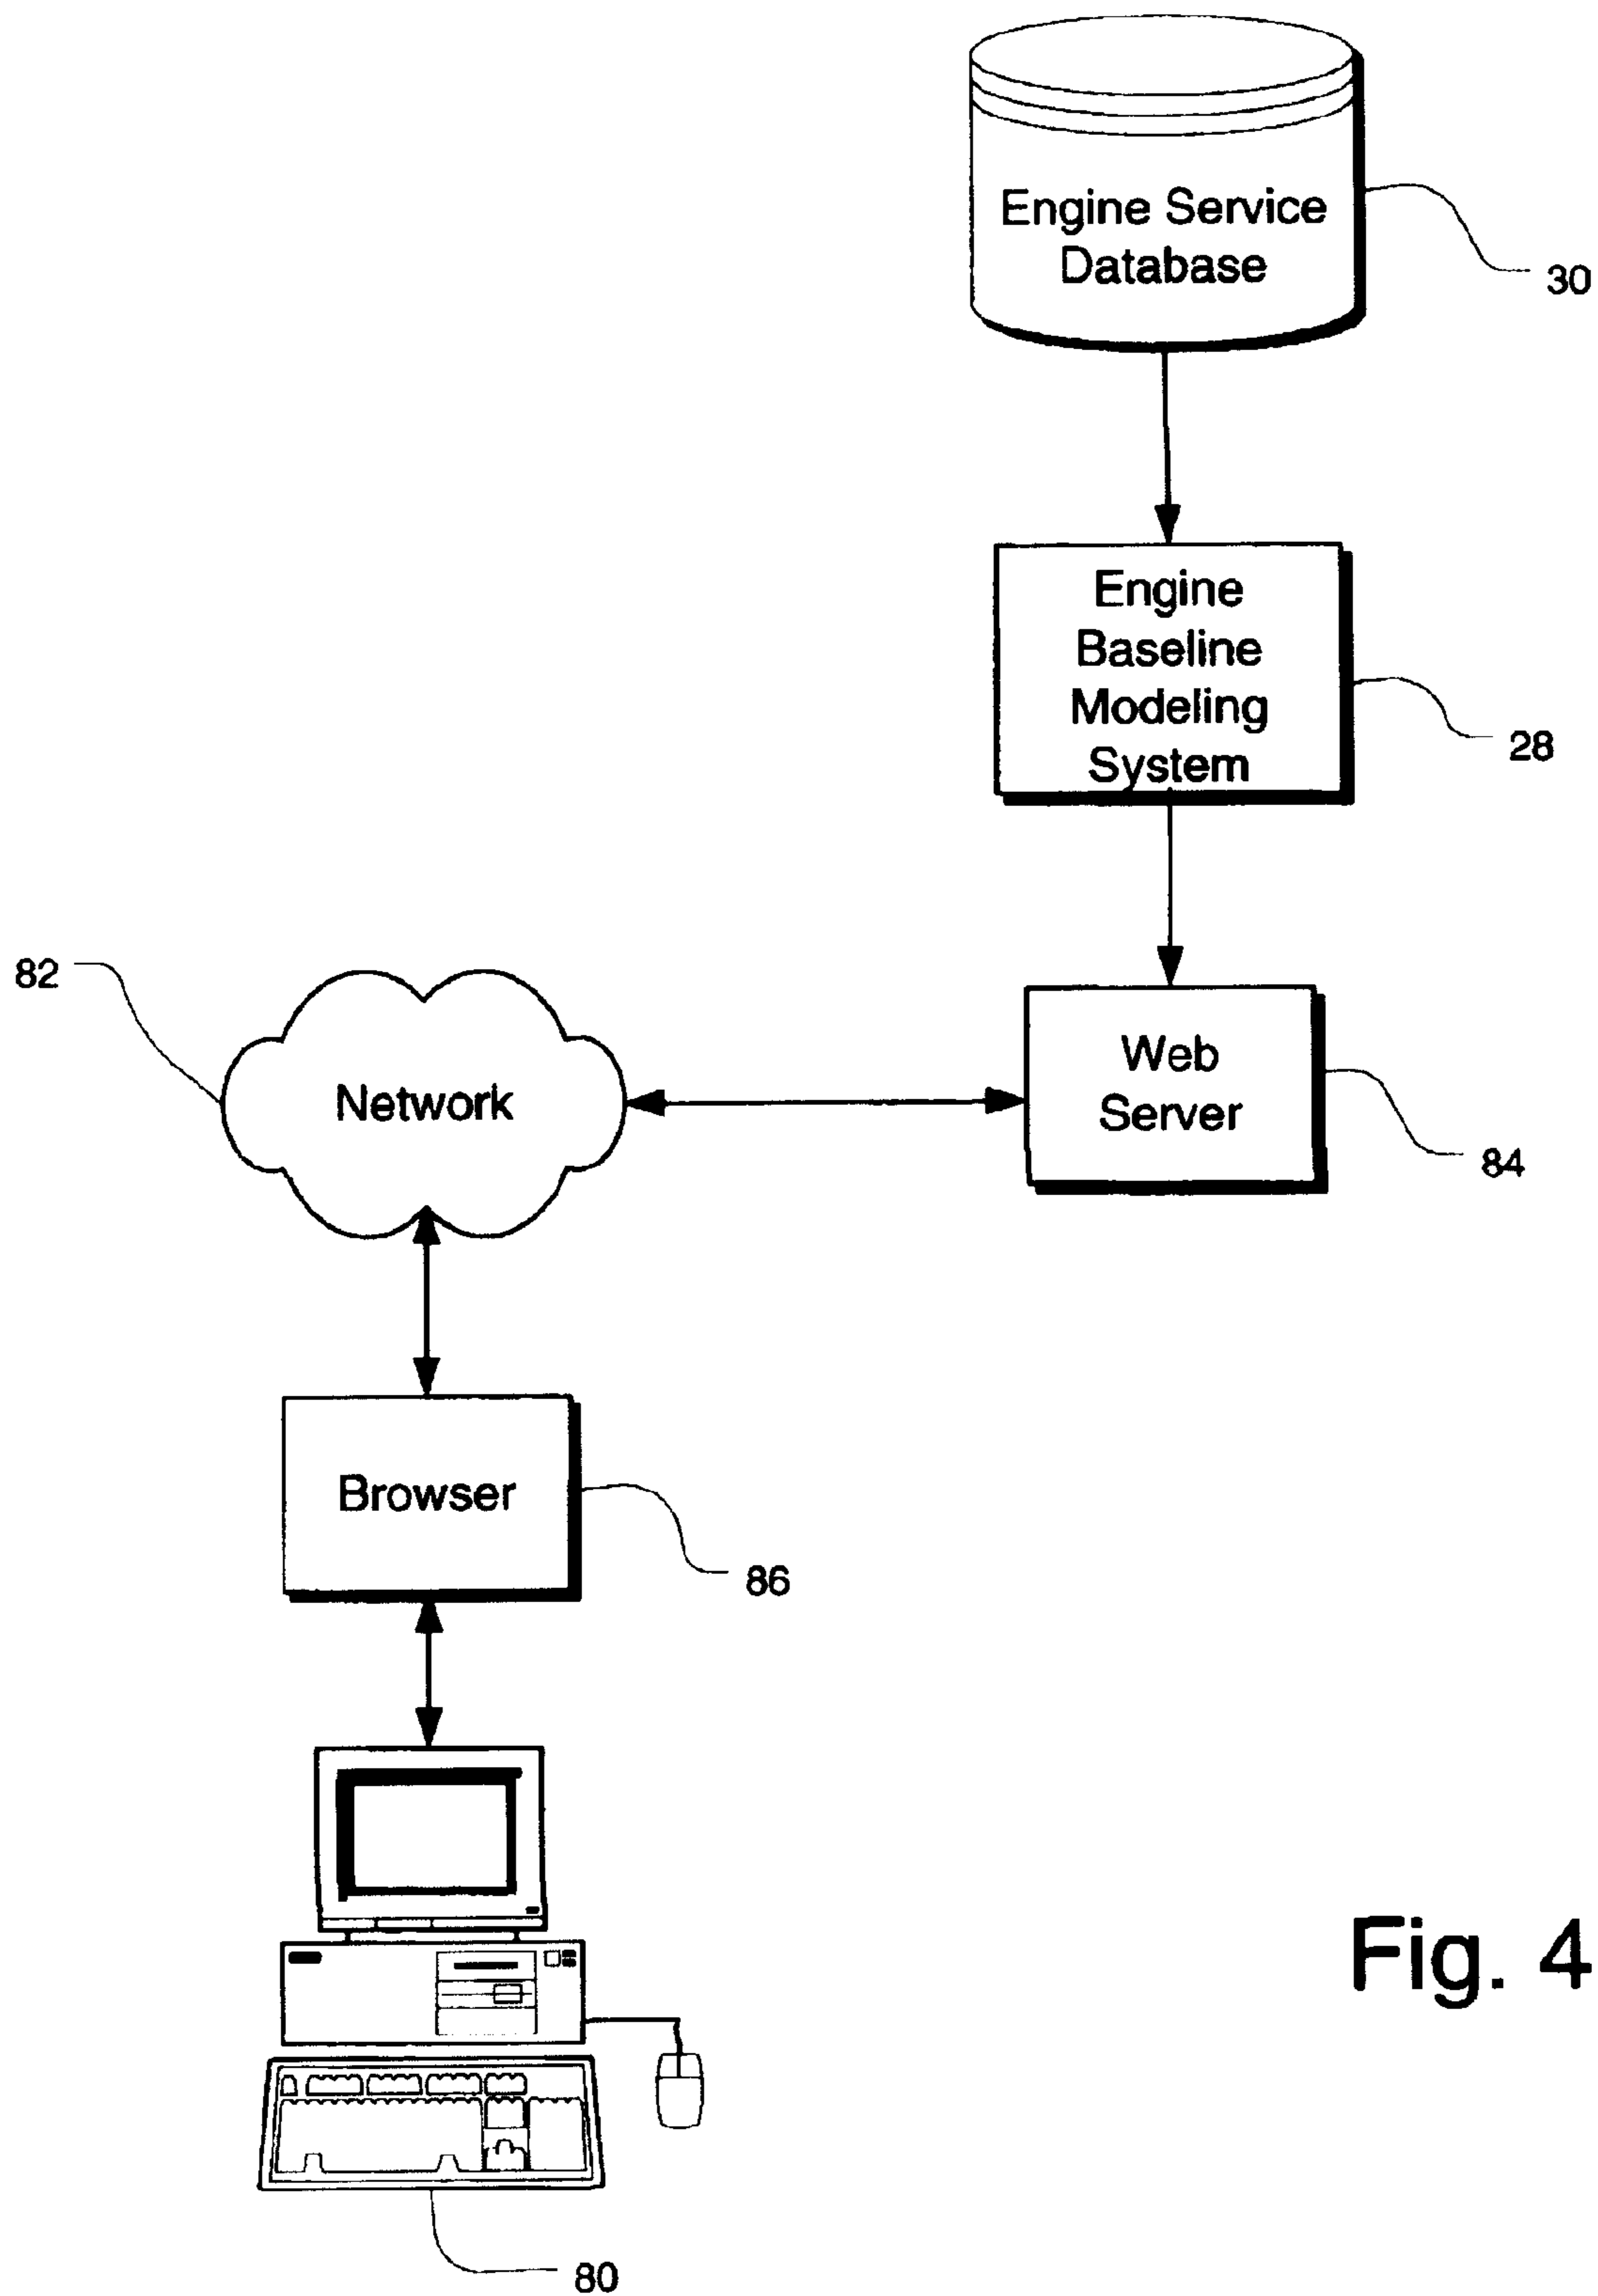 Engine Service
Database
30
Engine
Baseline
Modeling
System
28
82
Network
Web
Server
84
Browser
86
Fig. 4
80